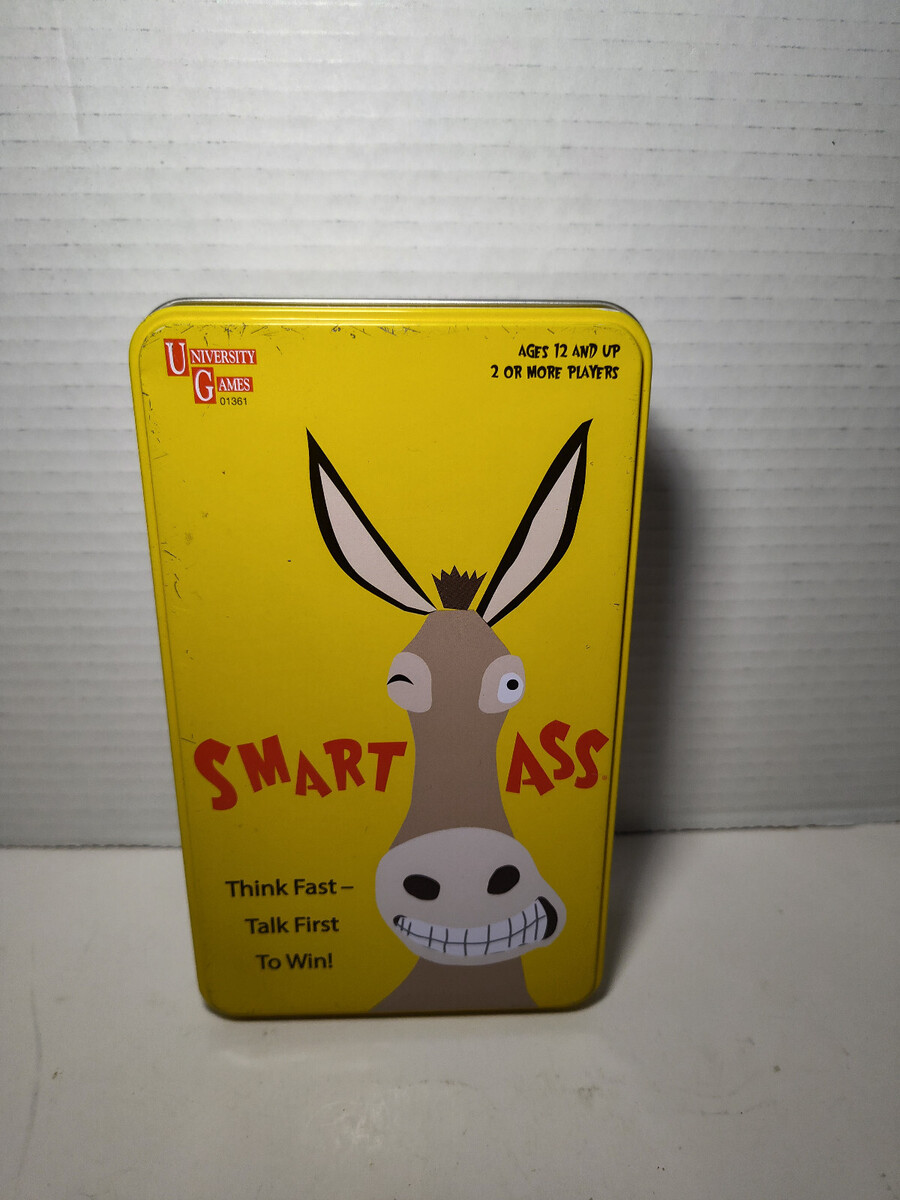 UNIVERSITY
GAMES
01361
AGES 12 AND UP
2 OR MORE PLAYERS
SMART ASS
Think Fast –
Talk First
To Win!